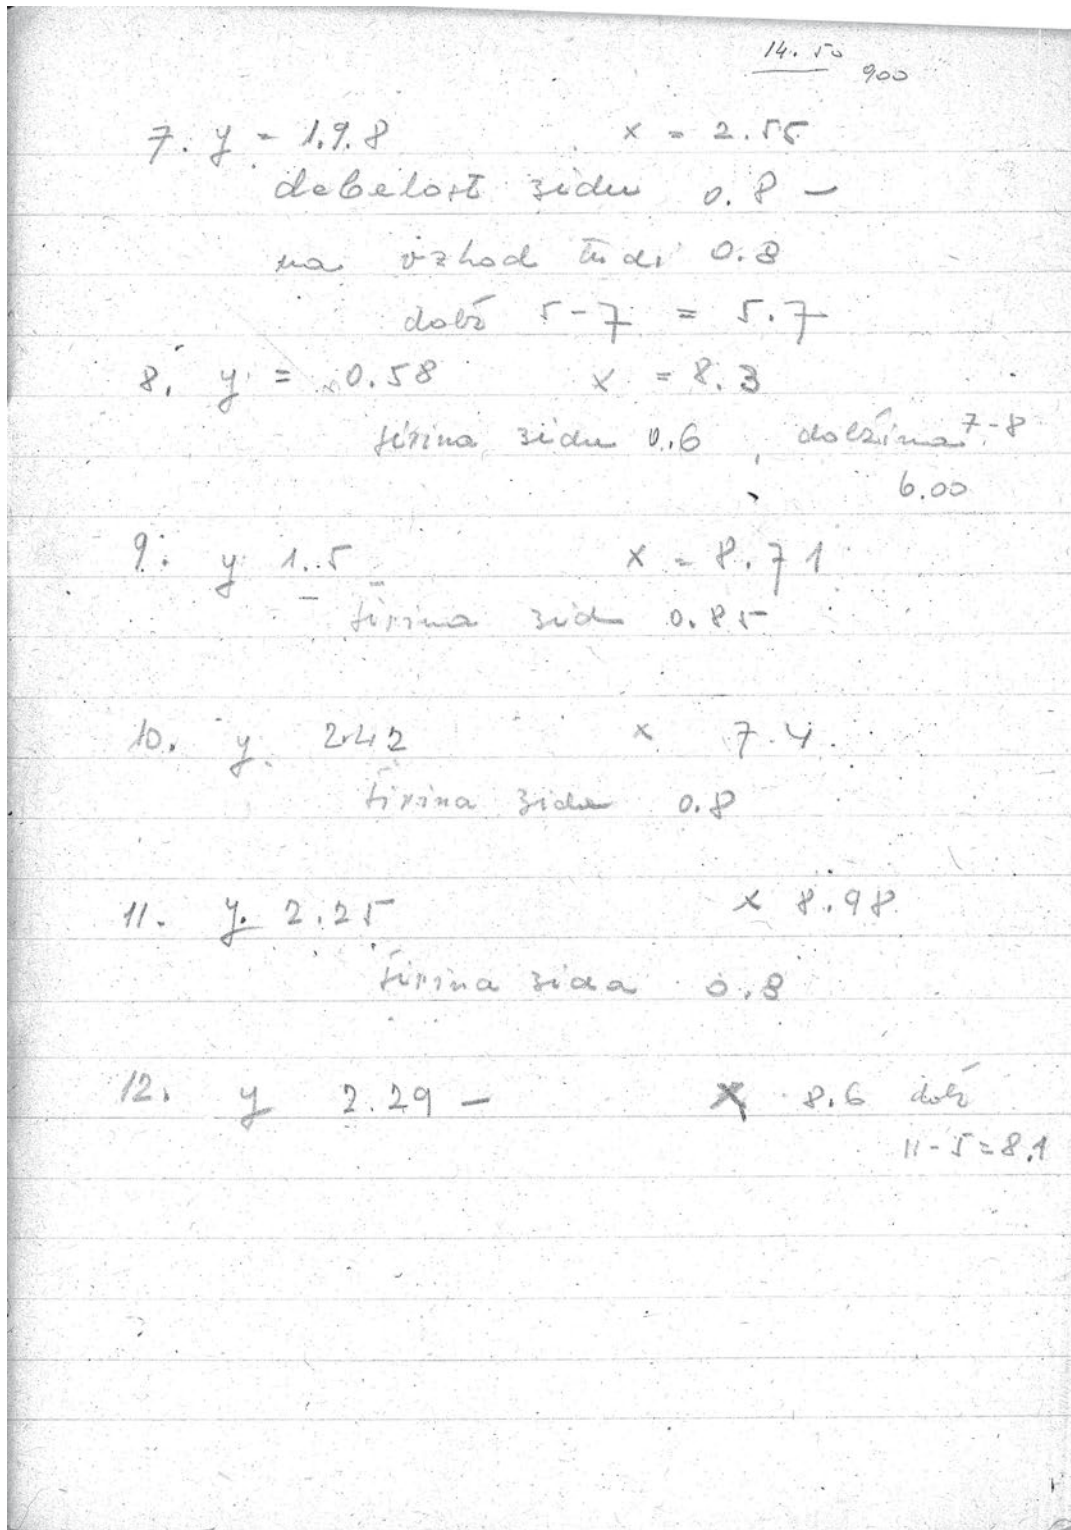 14. 50
900
7. y = 1.9.8 x = 2.55
debelost zidu 0.8 -
na vzhod tudi 0.8
dolž 5-7 = 5.7
8. y = 0.58 x = 8.3
širina zidu 0.6, dolžina 7-8
6.00
9. y 1.5 x = 8.71
širina zidu 0.85
10. y 2.42 x 7.4
širina zida 0.8
11. y. 2.25 x 8.98
širina zida 0.8
12. y 2.29 - x 8.6 dolž
11-5=8.1